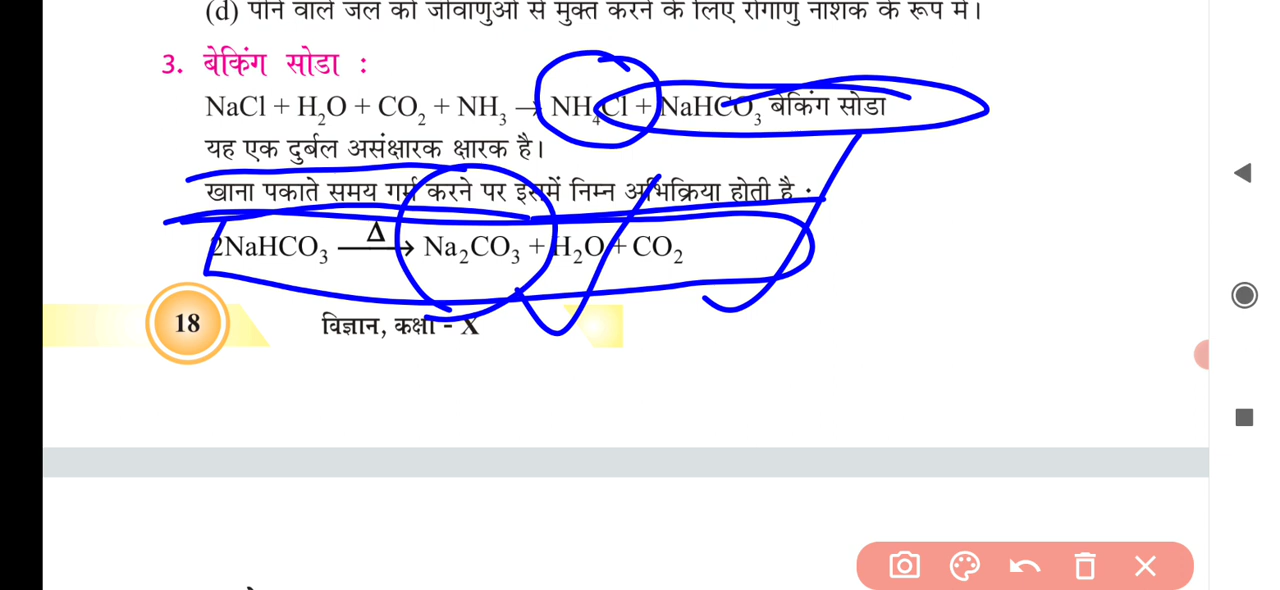 (d) पीने वाले जल को जीवाणुओं से मुक्त करने के लिए रोगाणु नाशक के रूप में।
3. बेकिंग सोडा :
NaCl + H₂O + CO₂ + NH₃ → NH₄Cl + NaHCO₃ बेकिंग सोडा
यह एक दुर्बल असंक्षारक क्षारक है।
खाना पकाते समय गर्म करने पर इसमें निम्न अभिक्रिया होती है :
2NaHCO₃ —Δ→ Na₂CO₃ + H₂O + CO₂
18 विज्ञान, कक्षा - X